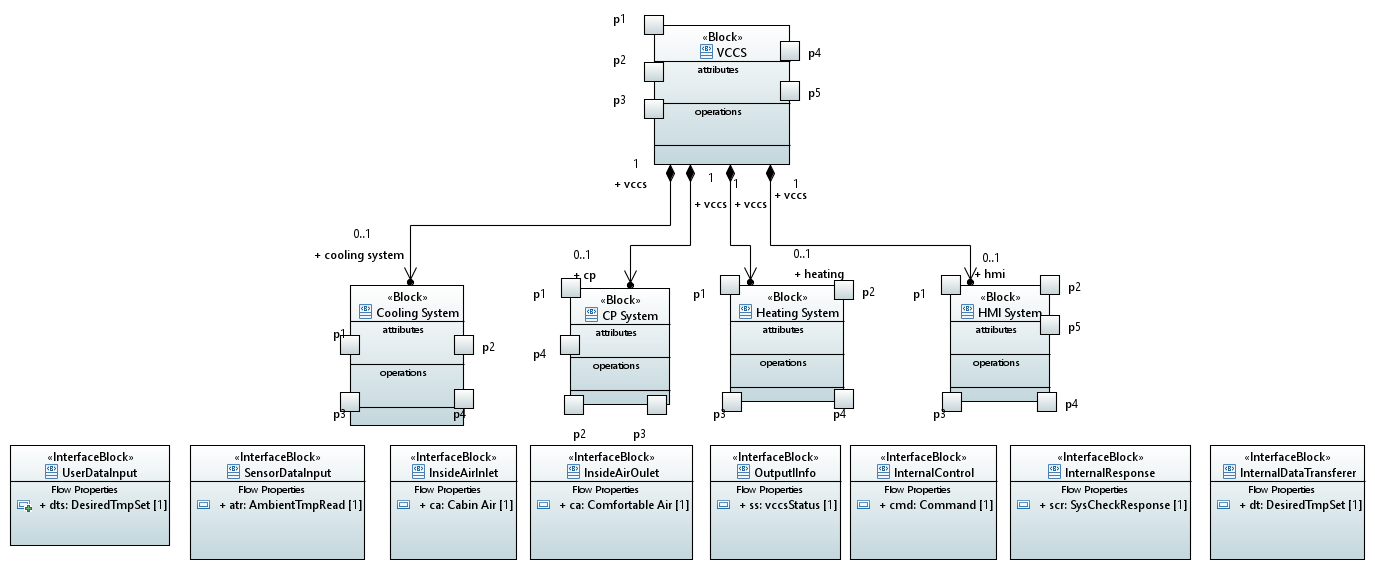 p1
«Block»
VCCS
p4
p2
attributes
p5
p3
operations
1
+ vccs
1
+ vccs
1
+ vccs
1
+ vccs
0..1
+ cooling system
0..1
+ cp
0..1
+ heating
0..1
+ hmi
«Block»
Cooling System
attributes
operations
p1
p2
p3
p4
p1
«Block»
CP System
attributes
p4
operations
p2
p3
p1
p2
«Block»
Heating System
attributes
operations
p3
p4
p1
p2
«Block»
HMI System
p5
attributes
operations
p3
p4
«InterfaceBlock»
UserDataInput
Flow Properties
+ dts: DesiredTmpSet [1]
«InterfaceBlock»
SensorDataInput
Flow Properties
+ atr: AmbientTmpRead [1]
«InterfaceBlock»
InsideAirInlet
Flow Properties
+ ca: Cabin Air [1]
«InterfaceBlock»
InsideAirOulet
Flow Properties
+ ca: Comfortable Air [1]
«InterfaceBlock»
OutputInfo
Flow Properties
+ ss: vccsStatus [1]
«InterfaceBlock»
InternalControl
Flow Properties
+ cmd: Command [1]
«InterfaceBlock»
InternalResponse
Flow Properties
+ scr: SysCheckResponse [1]
«InterfaceBlock»
InternalDataTransferer
Flow Properties
+ dt: DesiredTmpSet [1]